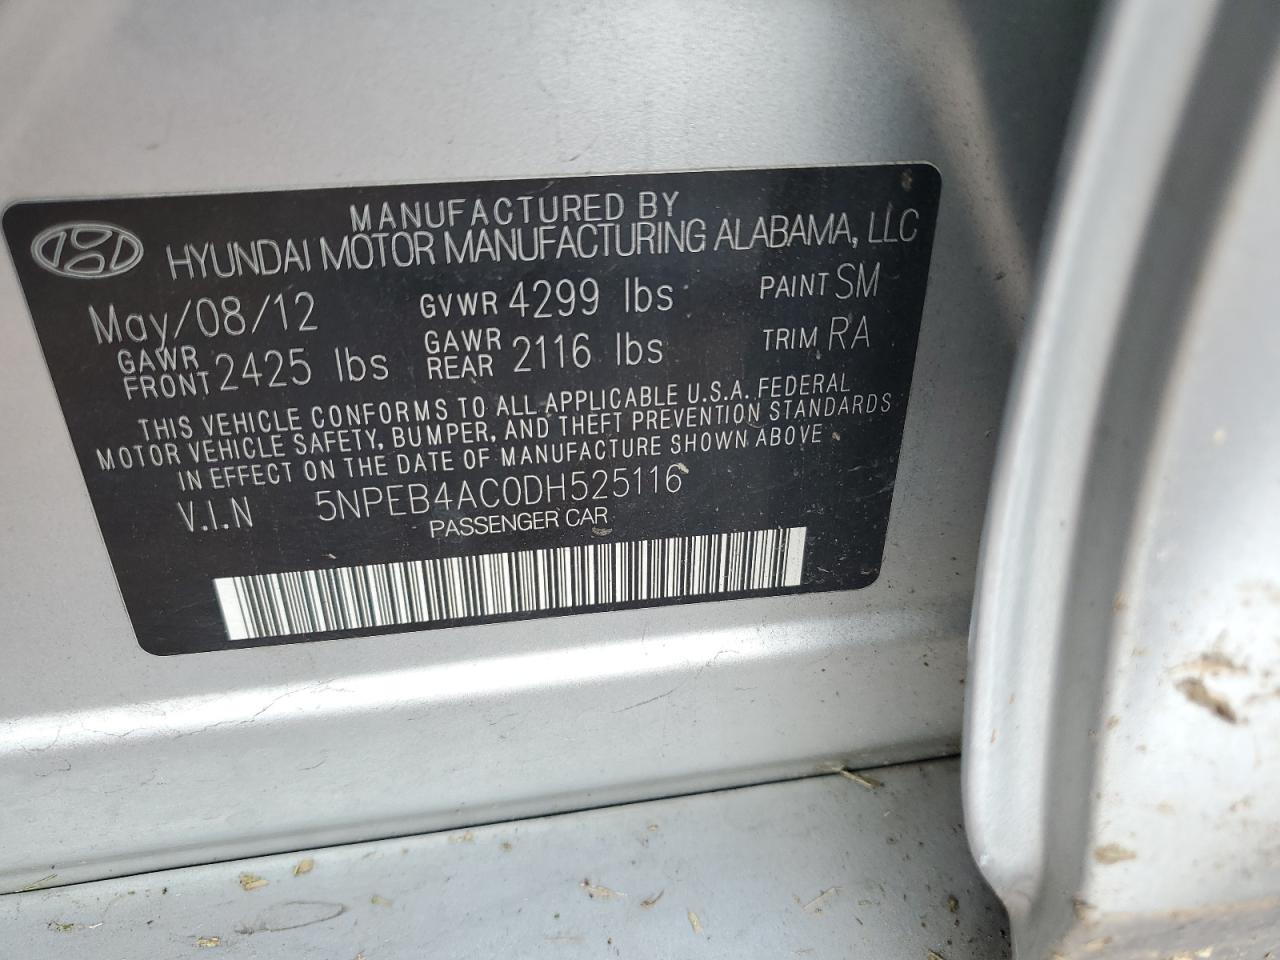 MANUFACTURED BY
HYUNDAI MOTOR MANUFACTURING ALABAMA, LLC
May/08/12 GVWR 4299 lbs PAINT SM
GAWR FRONT 2425 lbs GAWR REAR 2116 lbs TRIM RA
THIS VEHICLE CONFORMS TO ALL APPLICABLE U.S.A. FEDERAL
MOTOR VEHICLE SAFETY, BUMPER, AND THEFT PREVENTION STANDARDS
IN EFFECT ON THE DATE OF MANUFACTURE SHOWN ABOVE
V.I.N 5NPEB4AC0DH525116
PASSENGER CAR